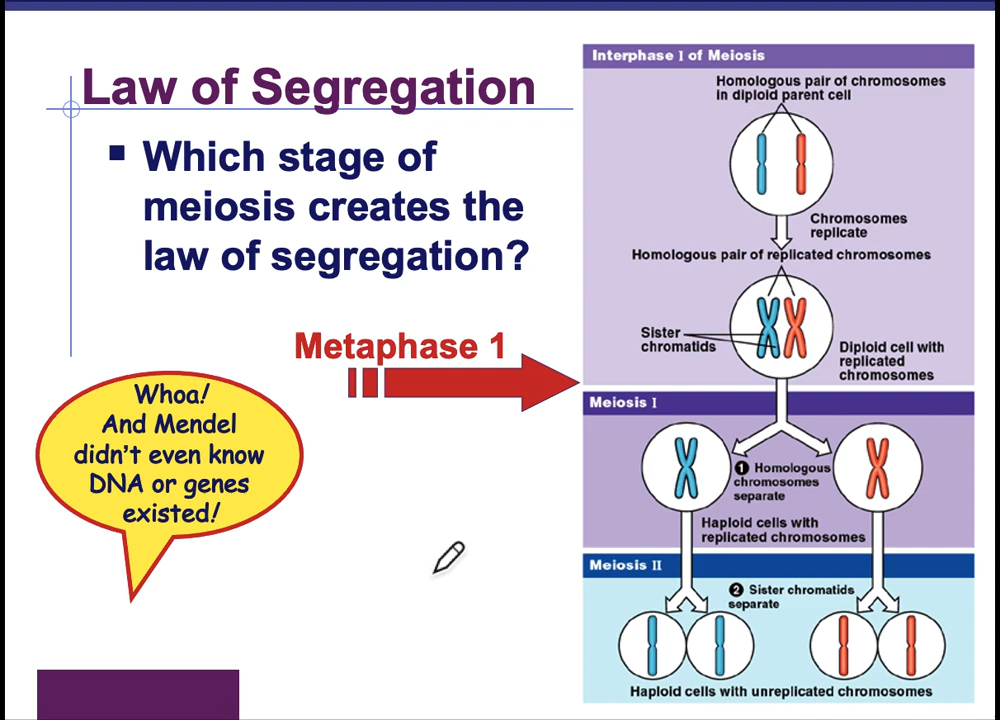 Law of Segregation
Which stage of
meiosis creates the
law of segregation?
Metaphase 1
Whoa!
And Mendel
didn't even know
DNA or genes
existed!
Interphase I of Meiosis
Homologous pair of chromosomes
in diploid parent cell
Chromosomes
replicate
Homologous pair of replicated chromosomes
Sister
chromatids
Diploid cell with
replicated
chromosomes
Meiosis I
1 Homologous
chromosomes
separate
Haploid cells with
replicated chromosomes
Meiosis II
2 Sister chromatids
separate
Haploid cells with unreplicated chromosomes